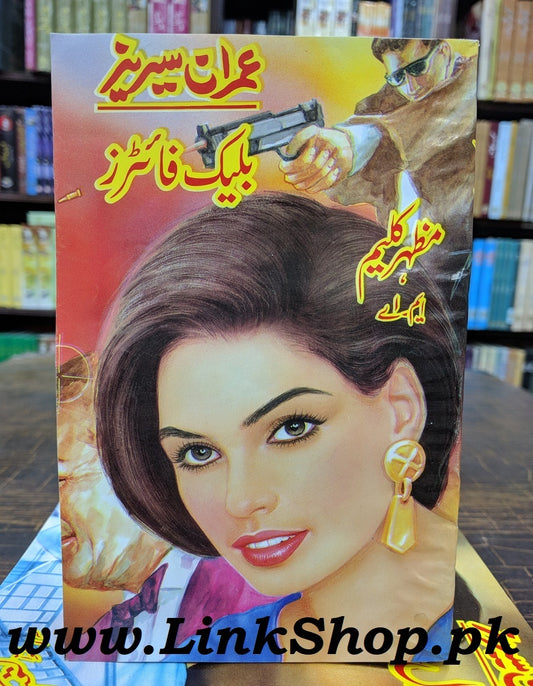 عمران سیریز
بلیک فائٹرز
مظہر کلیم
ایم۔اے
www.LinkShop.pk